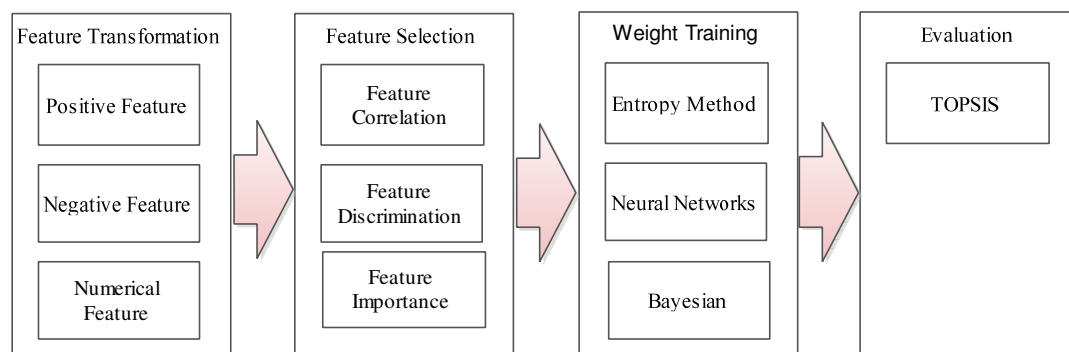 Feature Transformation
Positive Feature
Negative Feature
Numerical
Feature
Feature Selection
Feature
Correlation
Feature
Discrimination
Feature
Importance
Weight Training
Entropy Method
Neural Networks
Bayesian
Evaluation
TOPSIS